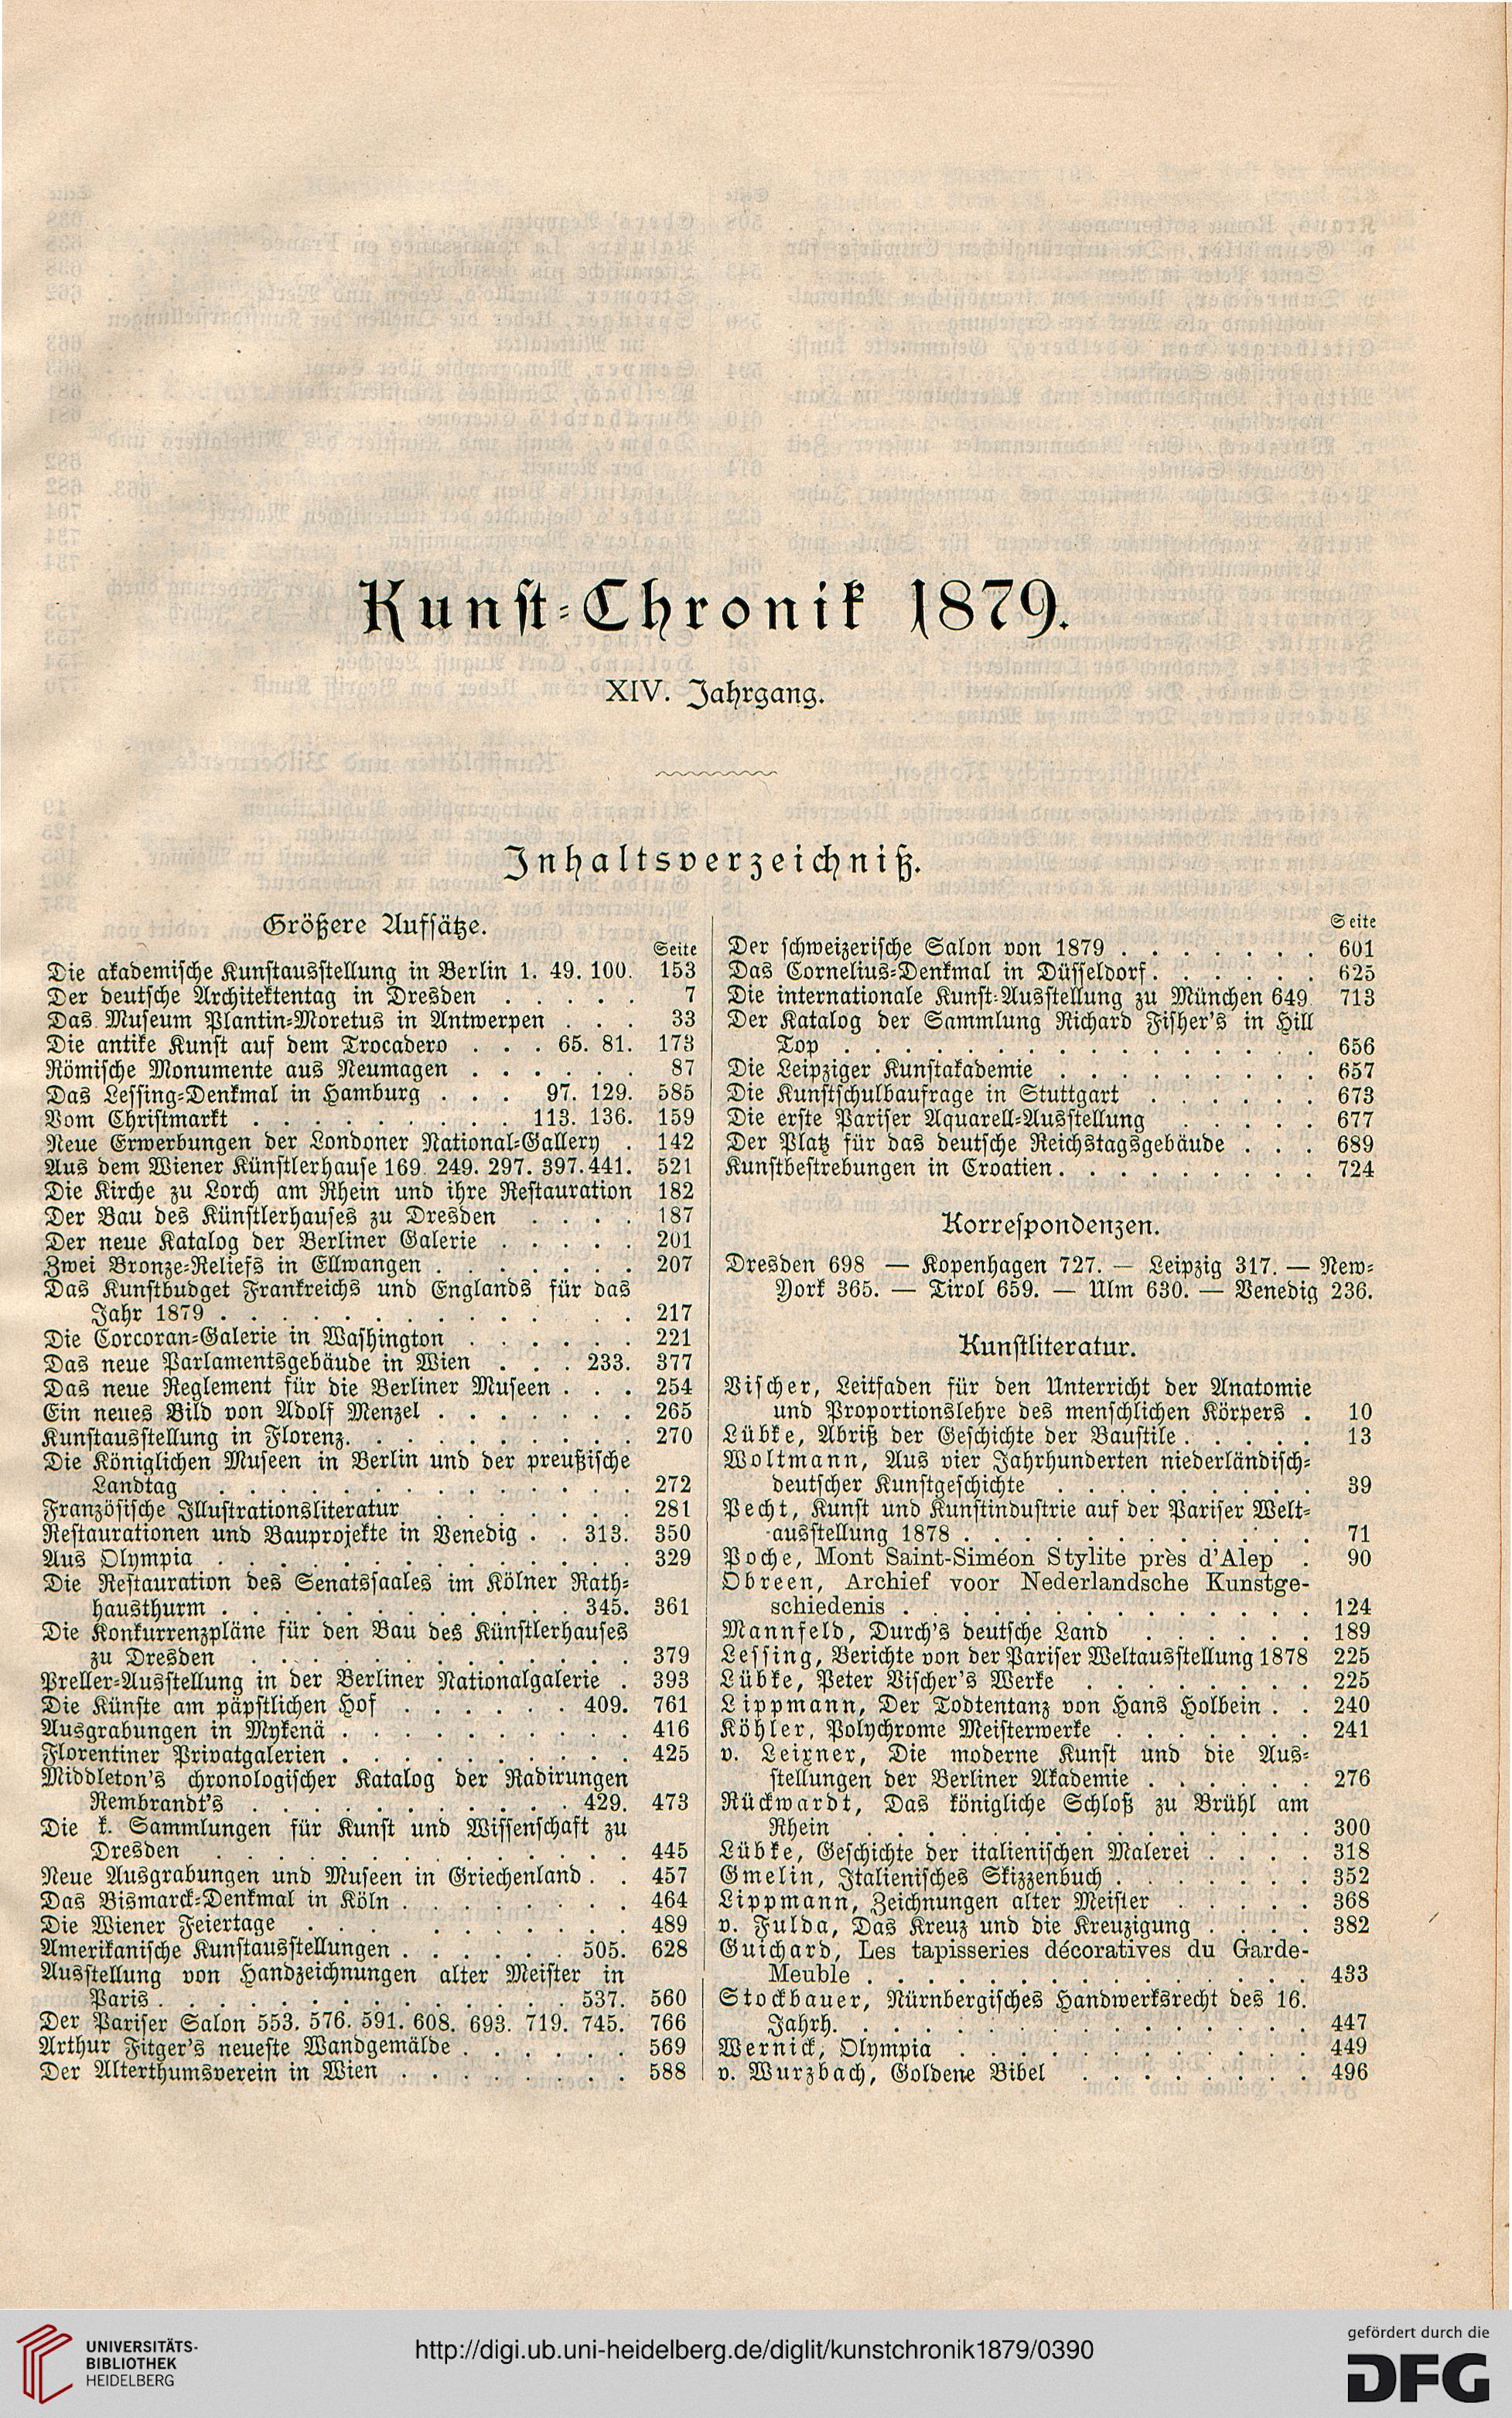 Kunst-Chronik 1879.
XIV. Jahrgang.
Inhaltsverzeichniß.
Größere Aufsätze.
Seite
Die akademische Kunstausstellung in Berlin 1. 49. 100. 153
Der deutsche Architektentag in Dresden . . . . . 7
Das Museum Plantin-Moretus in Antwerpen . . . 33
Die antike Kunst auf dem Trocadero . . . 65. 81. 173
Römische Monumente aus Neumagen . . . . . . 87
Das Lessing-Denkmal in Hamburg . . . 97. 129. 585
Vom Christmarkt . . . . . . . . 113. 136. 159
Neue Erwerbungen der Londoner National-Gallery . 142
Aus dem Wiener Künstlerhause 169. 249. 297. 397. 441. 521
Die Kirche zu Lorch am Rhein und ihre Restauration 182
Der Bau des Künstlerhauses zu Dresden . . . . 187
Der neue Katalog der Berliner Galerie . . . . . 201
Zwei Bronze-Reliefs in Ellwangen . . . . . . . 207
Das Kunstbudget Frankreichs und Englands für das
Jahr 1879 . . . . . . . . . . . . . 217
Die Corcoran-Galerie in Washington . . . . . . 221
Das neue Parlamentsgebäude in Wien . . . 233. 377
Das neue Reglement für die Berliner Museen . . . 254
Ein neues Bild von Adolf Menzel . . . . . . . 265
Kunstausstellung in Florenz. . . . . . . . . . 270
Die Königlichen Museen in Berlin und der preußische
Landtag . . . . . . . . . . . . . . 272
Französische Illustrationsliteratur . . . . . . . 281
Restaurationen und Bauprojekte in Venedig . . 313. 350
Aus Olympia . . . . . . . . . . . . . . 329
Die Restauration des Senatssaales im Kölner Rath-
hausthurm . . . . . . . . . . . . 345. 361
Die Konkurrenzpläne für den Bau des Künstlerhauses
zu Dresden . . . . . . . . . . . . . 379
Preller-Ausstellung in der Berliner Nationalgalerie . 393
Die Künste am päpstlichen Hof . . . . . . 409. 761
Ausgrabungen in Mykenä . . . . . . . . . . 416
Florentiner Privatgalerien . . . . . . . . . . 425
Middleton's chronologischer Katalog der Radirungen
Rembrandt's . . . . . . . . . . . 429. 473
Die k. Sammlungen für Kunst und Wissenschaft zu
Dresden . . . . . . . . . . . . . . 445
Neue Ausgrabungen und Museen in Griechenland . . 457
Das Bismarck-Denkmal in Köln . . . . . . . . 464
Die Wiener Feiertage . . . . . . . . . . . 489
Amerikanische Kunstausstellungen . . . . . . 505. 628
Ausstellung von Handzeichnungen alter Meister in
Paris . . . . . . . . . . . . . . 537. 560
Der Pariser Salon 553. 576. 591. 608. 693. 719. 745. 766
Arthur Fitger's neueste Wandgemälde . . . . . . 569
Der Alterthumsverein in Wien . . . . . . . . 588
Seite
Der schweizerische Salon von 1879 . . . . . . . 601
Das Cornelius-Denkmal in Düsseldorf. . . . . . 625
Die internationale Kunst-Ausstellung zu München 649. 713
Der Katalog der Sammlung Richard Fisher's in Hill
Top . . . . . . . . . . . . . . . . 656
Die Leipziger Kunstakademie . . . . . . . . . 657
Die Kunstschulbaufrage in Stuttgart . . . . . . 673
Die erste Pariser Aquarell-Ausstellung . . . . . 677
Der Platz für das deutsche Reichstagsgebäude . . . 689
Kunstbestrebungen in Croatien. . . . . . . . . 724
Korrespondenzen.
Dresden 698 — Kopenhagen 727. — Leipzig 317. — New-
York 365. — Tirol 659. — Ulm 630. — Venedig 236.
Kunstliteratur.
Vischer, Leitfaden für den Unterricht der Anatomie
und Proportionslehre des menschlichen Körpers . 10
Lübke, Abriß der Geschichte der Baustile . . . . . 13
Woltmann, Aus vier Jahrhunderten niederländisch-
deutscher Kunstgeschichte . . . . . . . . . 39
Pecht, Kunst und Kunstindustrie auf der Pariser Welt-
ausstellung 1878 . . . . . . . . . . . . 71
Poche, Mont Saint-Siméon Stylite près d'Alep . 90
Obreen, Archief voor Nederlandsche Kunstge-
schiedenis . . . . . . . . . . . . . . 124
Mannfeld, Durch's deutsche Land . . . . . . 189
Lessing, Berichte von der Pariser Weltausstellung 1878 225
Lübke, Peter Vischer's Werke . . . . . . . . 225
Lippmann, Der Todtentanz von Hans Holbein . . 240
Köhler, Polychrome Meisterwerke . . . . . . . 241
v. Leixner, Die moderne Kunst und die Aus-
stellungen der Berliner Akademie . . . . . . 276
Rückwardt, Das königliche Schloß zu Brühl am
Rhein . . . . . . . . . . . . . . . 300
Lübke, Geschichte der italienischen Malerei . . . . 318
Gmelin, Italienisches Skizzenbuch . . . . . . . 352
Lippmann, Zeichnungen alter Meister . . . . . 368
v. Fulda, Das Kreuz und die Kreuzigung . . . . 382
Guichard, Les tapisseries décoratives du Garde-
Meuble . . . . . . . . . . . . . . . 433
Stockbauer, Nürnbergisches Handwerksrecht des 16.
Jahrh. . . . . . . . . . . . . . . . 447
Wernick, Olympia . . . . . . . . . . . . 449
v. Wurzbach, Goldene Bibel . . . . . . . . 496
UNIVERSITÄTS-
BIBLIOTHEK
HEIDELBERG
http://digi.ub.uni-heidelberg.de/diglit/kunstchronik1879/0390
gefördert durch die
DFG